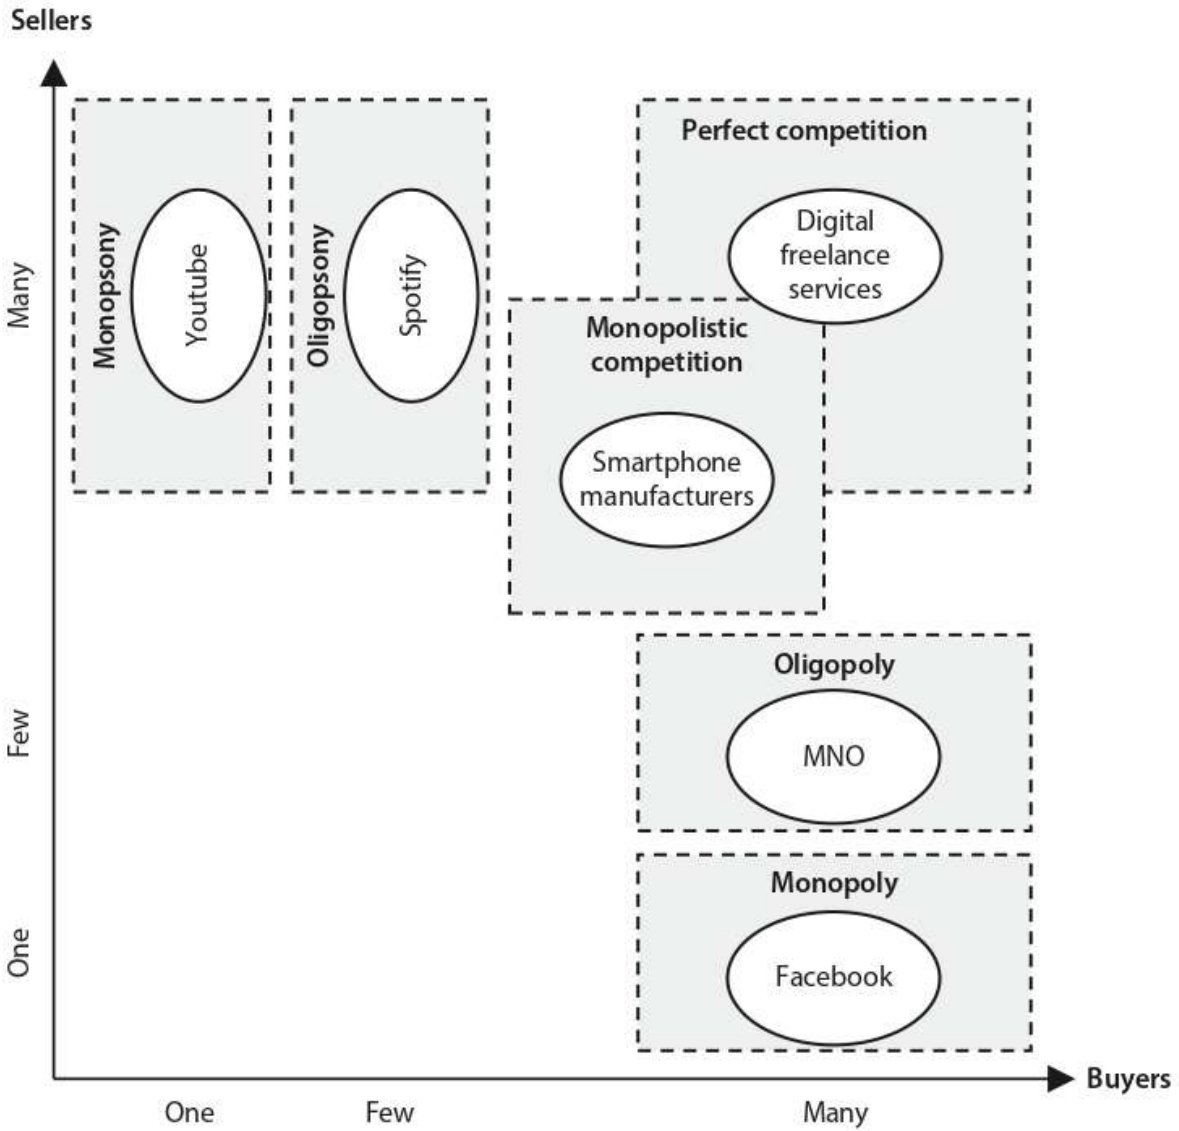 Sellers
Many
Few
One
Monopsony
Youtube
Oligopsony
Spotify
Perfect competition
Digital
freelance
services
Monopolistic
competition
Smartphone
manufacturers
Oligopoly
MNO
Monopoly
Facebook
Buyers
One
Few
Many